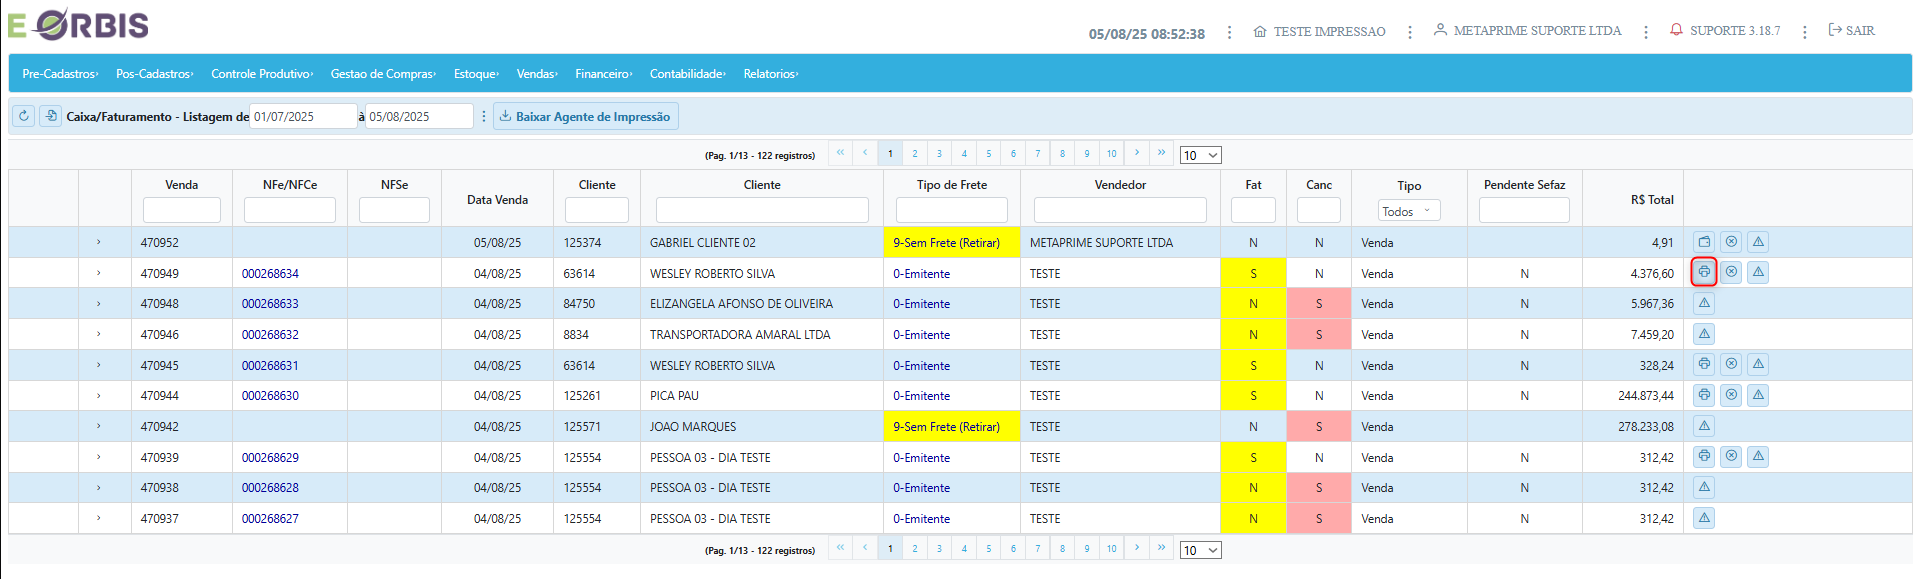 E ORBIS
05/08/25 08:52:38 TESTE IMPRESSAO METAPRIME SUPORTE LTDA SUPORTE 3.18.7 SAIR
Pre-Cadastros Pos-Cadastros Controle Produtivo Gestao de Compras Estoque Vendas Financeiro Contabilidade Relatorios
Caixa/Faturamento - Listagem de 01/07/2025 à 05/08/2025 Baixar Agente de Impressão
(Pag. 1/13 - 122 registros) 1 2 3 4 5 6 7 8 9 10 10
Venda NFe/NFCe NFSe Data Venda Cliente Cliente Tipo de Frete Vendedor Fat Canc Tipo Pendente Sefaz R$ Total
Todos
470952 05/08/25 125374 GABRIEL CLIENTE 02 9-Sem Frete (Retirar) METAPRIME SUPORTE LTDA N N Venda 4,91
470949 000268634 04/08/25 63614 WESLEY ROBERTO SILVA 0-Emitente TESTE S N Venda N 4.376,60
470948 000268633 04/08/25 84750 ELIZANGELA AFONSO DE OLIVEIRA 0-Emitente TESTE N S Venda N 5.967,36
470946 000268632 04/08/25 8834 TRANSPORTADORA AMARAL LTDA 0-Emitente TESTE N S Venda N 7.459,20
470945 000268631 04/08/25 63614 WESLEY ROBERTO SILVA 0-Emitente TESTE S N Venda N 328,24
470944 000268630 04/08/25 125261 PICA PAU 0-Emitente TESTE S N Venda N 244.873,44
470942 04/08/25 125571 JOAO MARQUES 9-Sem Frete (Retirar) TESTE N S Venda 278.233,08
470939 000268629 04/08/25 125554 PESSOA 03 - DIA TESTE 0-Emitente TESTE S N Venda N 312,42
470938 000268628 04/08/25 125554 PESSOA 03 - DIA TESTE 0-Emitente TESTE N S Venda N 312,42
470937 000268627 04/08/25 125554 PESSOA 03 - DIA TESTE 0-Emitente TESTE N S Venda N 312,42
(Pag. 1/13 - 122 registros) 1 2 3 4 5 6 7 8 9 10 10